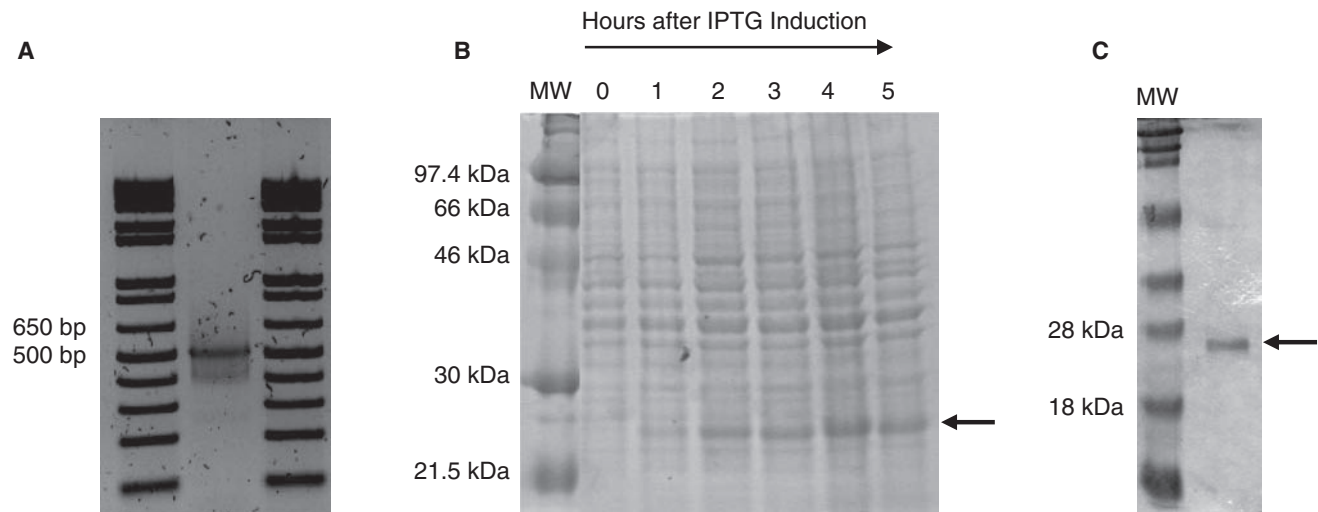 A
650 bp
500 bp
B
Hours after IPTG Induction
MW 0 1 2 3 4 5
97.4 kDa
66 kDa
46 kDa
30 kDa
21.5 kDa
C
MW
28 kDa
18 kDa